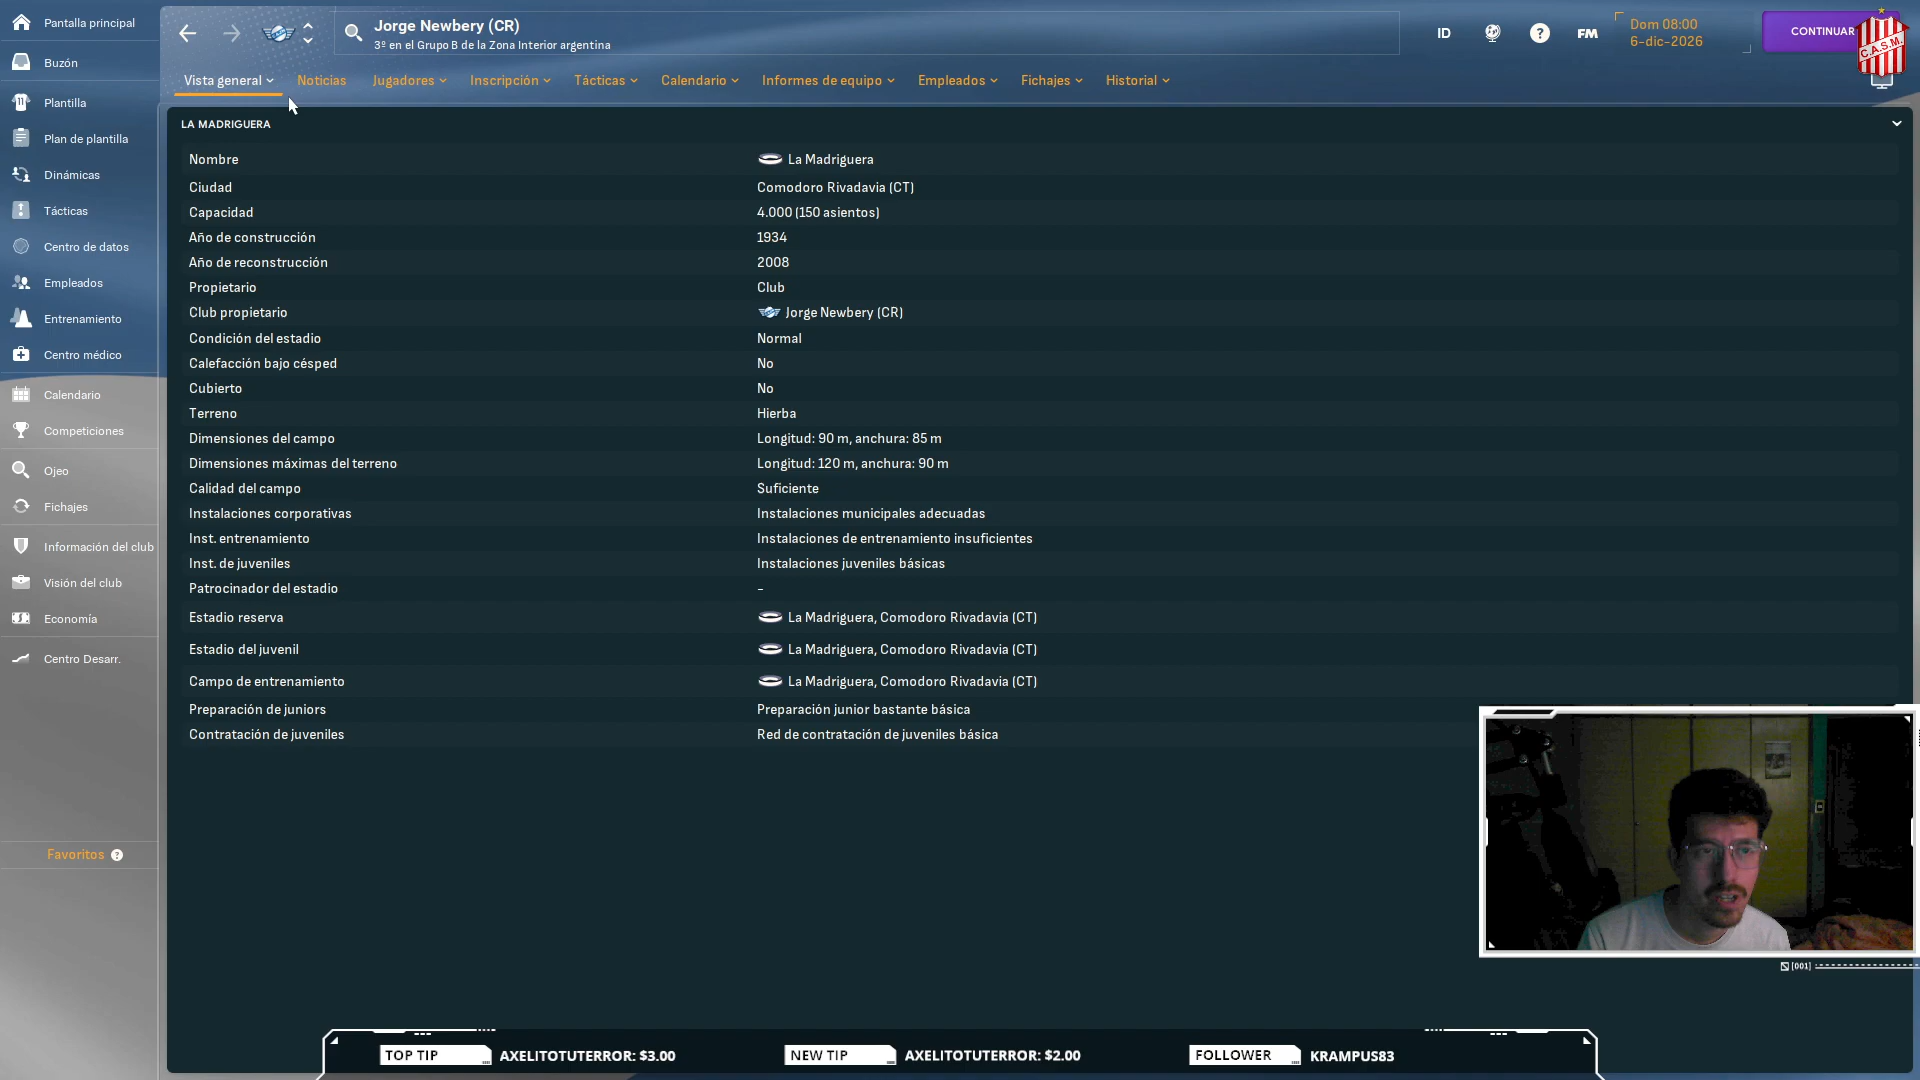 Pantalla principal
Buzón
Plantilla
Plan de plantilla
Dinámicas
Tácticas
Centro de datos
Empleados
Entrenamiento
Centro médico
Calendario
Competiciones
Ojeo
Fichajes
Información del club
Visión del club
Economía
Centro Desarr.
Favoritos ?
Jorge Newbery (CR)
3º en el Grupo B de la Zona Interior argentina
ID
?
FM
Dom 08:00
6-dic-2026
CONTINUAR
C.A.S.M.
Vista general
Noticias
Jugadores
Inscripción
Tácticas
Calendario
Informes de equipo
Empleados
Fichajes
Historial
LA MADRIGUERA
Nombre La Madriguera
Ciudad Comodoro Rivadavia (CT)
Capacidad 4.000 (150 asientos)
Año de construcción 1934
Año de reconstrucción 2008
Propietario Club
Club propietario Jorge Newbery (CR)
Condición del estadio Normal
Calefacción bajo césped No
Cubierto No
Terreno Hierba
Dimensiones del campo Longitud: 90 m, anchura: 85 m
Dimensiones máximas del terreno Longitud: 120 m, anchura: 90 m
Calidad del campo Suficiente
Instalaciones corporativas Instalaciones municipales adecuadas
Inst. entrenamiento Instalaciones de entrenamiento insuficientes
Inst. de juveniles Instalaciones juveniles básicas
Patrocinador del estadio -
Estadio reserva La Madriguera, Comodoro Rivadavia (CT)
Estadio del juvenil La Madriguera, Comodoro Rivadavia (CT)
Campo de entrenamiento La Madriguera, Comodoro Rivadavia (CT)
Preparación de juniors Preparación junior bastante básica
Contratación de juveniles Red de contratación de juveniles básica
[001]
TOP TIP AXELITOTUTERROR: $3.00
NEW TIP AXELITOTUTERROR: $2.00
FOLLOWER KRAMPUS83